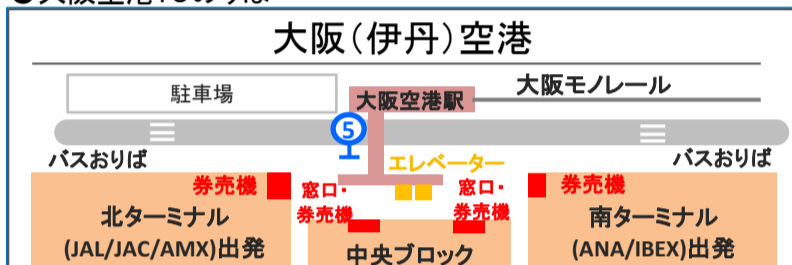 大阪(伊丹)空港
駐車場
大阪空港駅
大阪モノレール
5
バスおりば
エレベーター
バスおりば
券売機
窓口・
券売機
窓口・
券売機
券売機
北ターミナル
(JAL/JAC/AMX)出発
中央ブロック
南ターミナル
(ANA/IBEX)出発